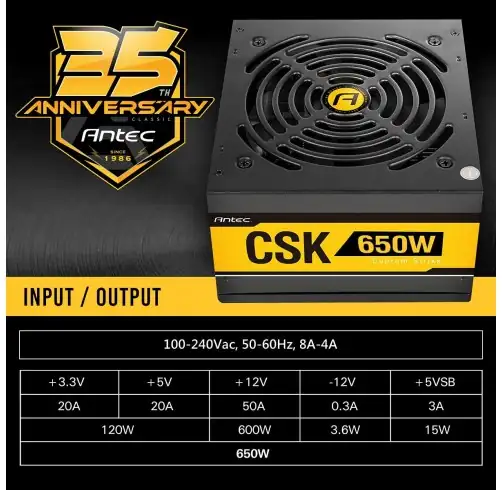 35TH
ANNIVERSARY
CLASSIC
Antec
SINCE
1986
Antec
CSK 650W
Custom Strike
INPUT / OUTPUT
100-240Vac, 50-60Hz, 8A-4A
+3.3V +5V +12V -12V +5VSB
20A 20A 50A 0.3A 3A
120W 600W 3.6W 15W
650W